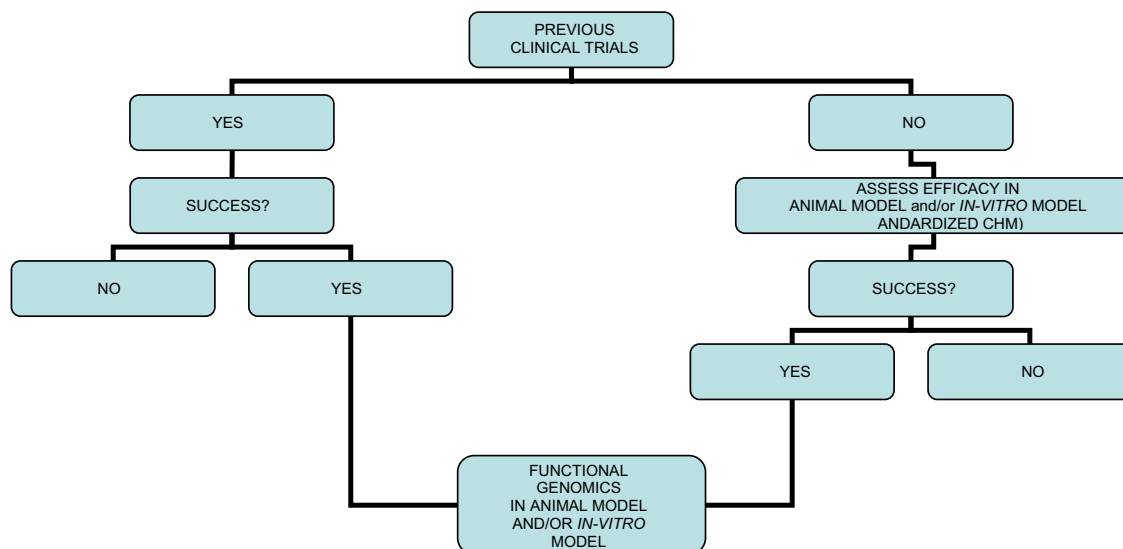 PREVIOUS
CLINICAL TRIALS
YES
NO
SUCCESS?
ASSESS EFFICACY IN
ANIMAL MODEL and/or IN-VITRO MODEL
ANDARDIZED CHM)
NO
YES
SUCCESS?
YES
NO
FUNCTIONAL
GENOMICS
IN ANIMAL MODEL
AND/OR IN-VITRO
MODEL